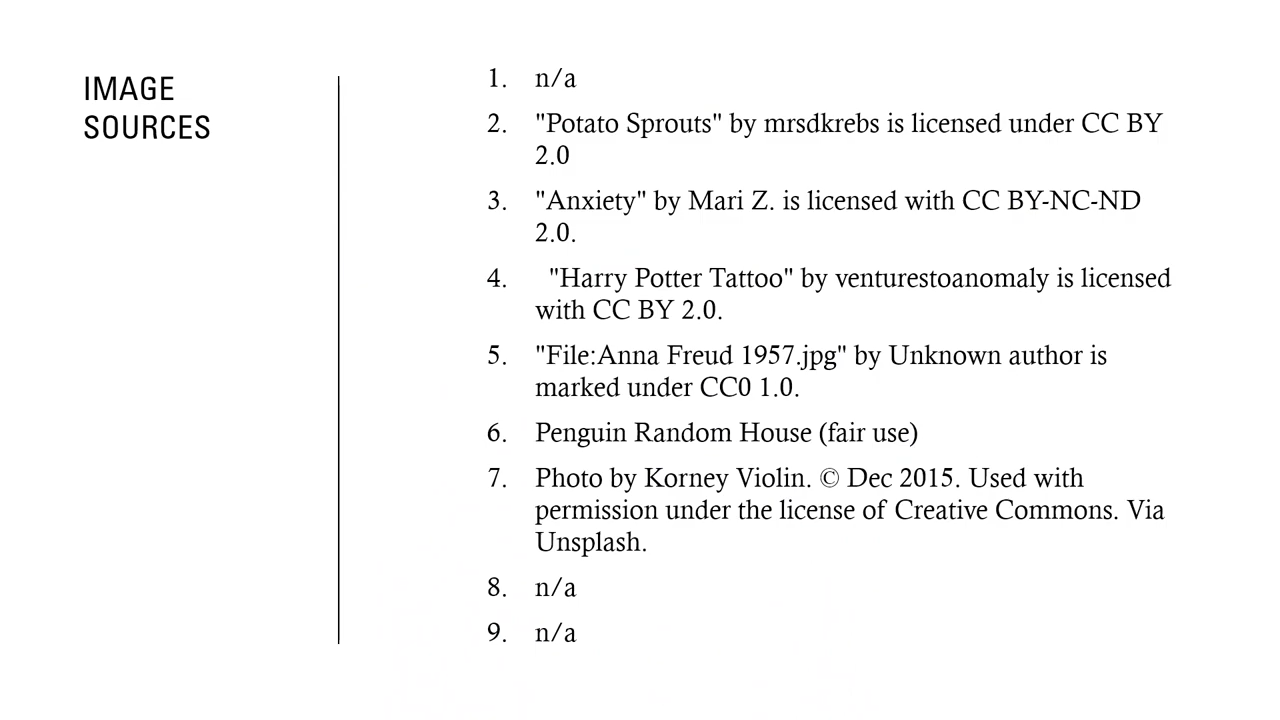 IMAGE
SOURCES
1. n/a
2. "Potato Sprouts" by mrsdkrebs is licensed under CC BY
2.0
3. "Anxiety" by Mari Z. is licensed with CC BY-NC-ND
2.0.
4. "Harry Potter Tattoo" by venturestoanomaly is licensed
with CC BY 2.0.
5. "File:Anna Freud 1957.jpg" by Unknown author is
marked under CC0 1.0.
6. Penguin Random House (fair use)
7. Photo by Korney Violin. © Dec 2015. Used with
permission under the license of Creative Commons. Via
Unsplash.
8. n/a
9. n/a